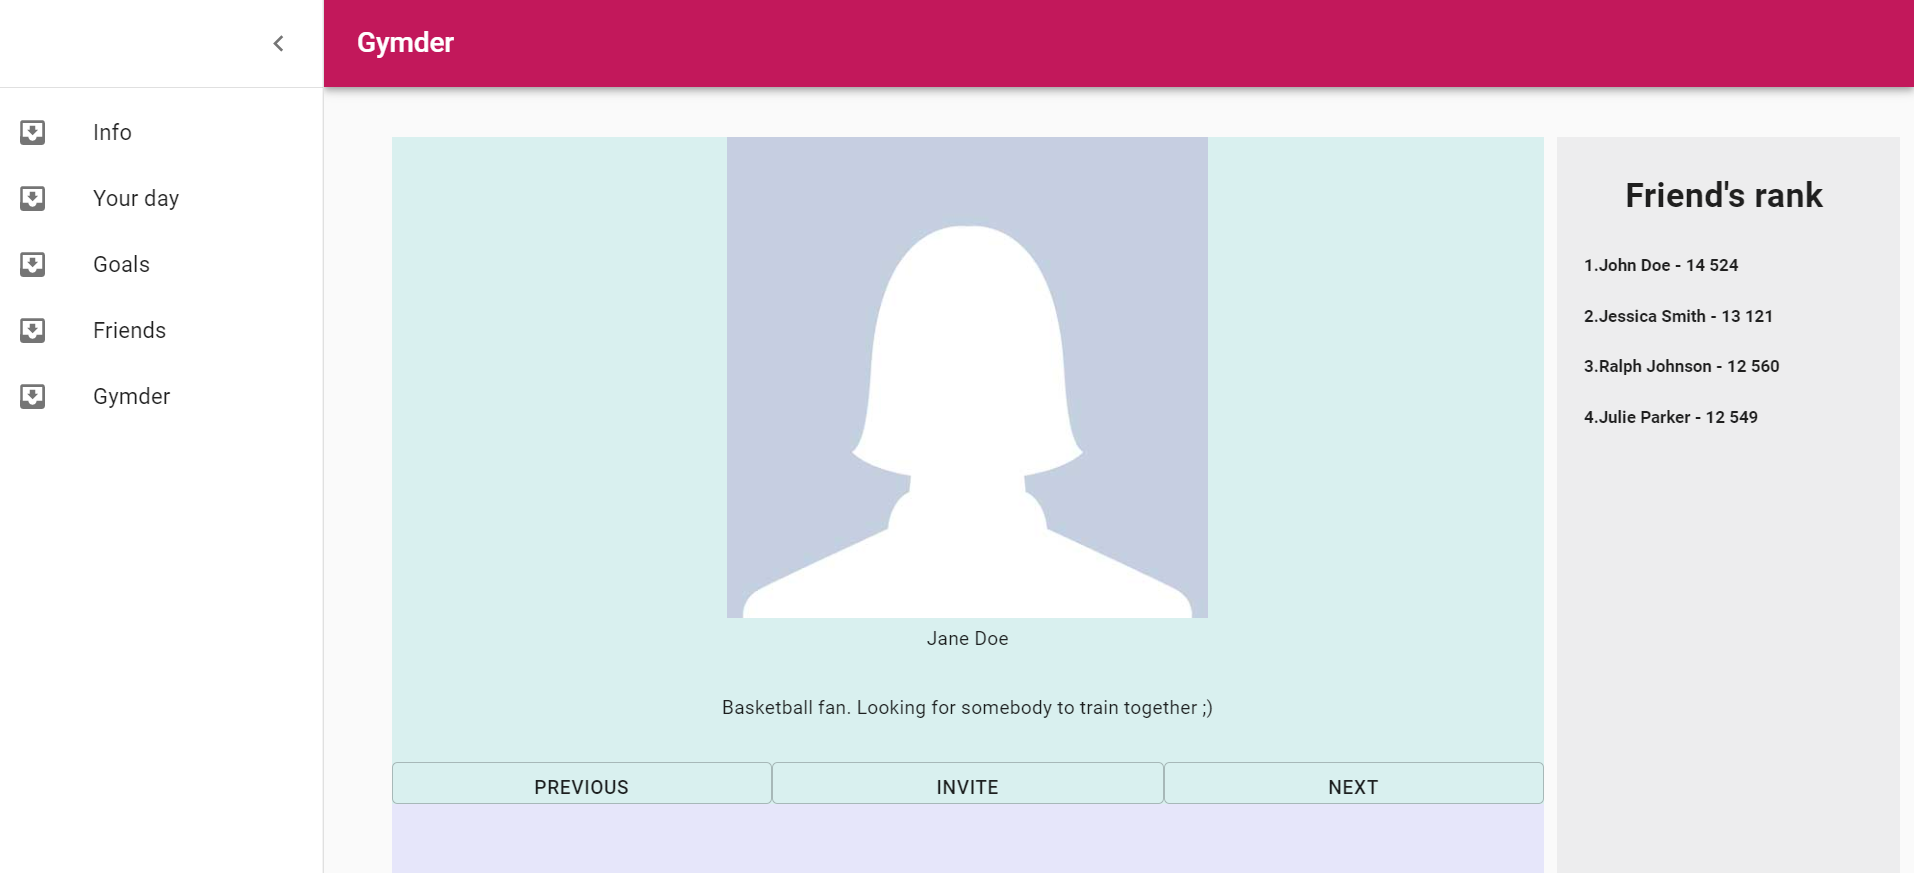 Gymder
Info
Your day
Goals
Friends
Gymder
Jane Doe
Basketball fan. Looking for somebody to train together ;)
PREVIOUS
INVITE
NEXT
Friend's rank
1.John Doe - 14 524
2.Jessica Smith - 13 121
3.Ralph Johnson - 12 560
4.Julie Parker - 12 549